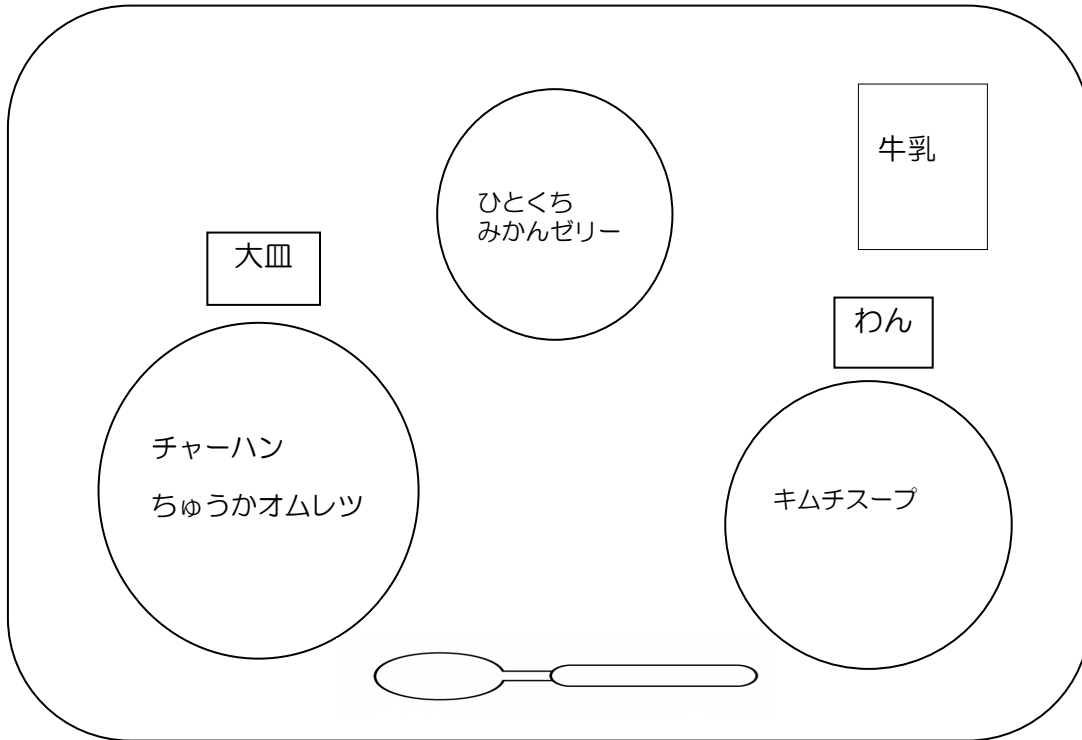 牛乳
ひとくち
みかんゼリー
大皿
わん
チャーハン
ちゅうかオムレツ
キムチスープ